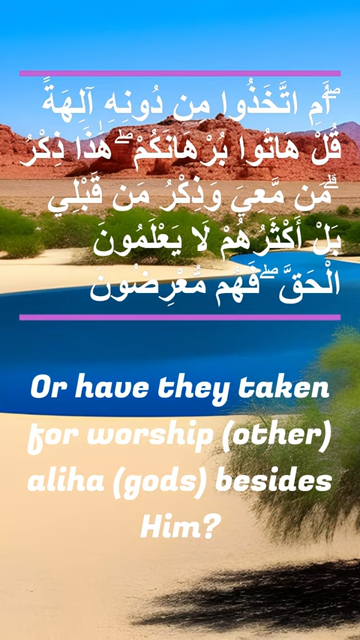 أَمِ اتَّخَذُوا مِن دُونِهِ آلِهَةً ۖ
قُلْ هَاتُوا بُرْهَانَكُمْ ۖ هَٰذَا ذِكْرُ
مَن مَّعِيَ وَذِكْرُ مَن قَبْلِي ۗ
بَلْ أَكْثَرُهُمْ لَا يَعْلَمُونَ
الْحَقَّ ۖ فَهُم مُّعْرِضُونَ
Or have they taken
for worship (other)
aliha (gods) besides
Him?